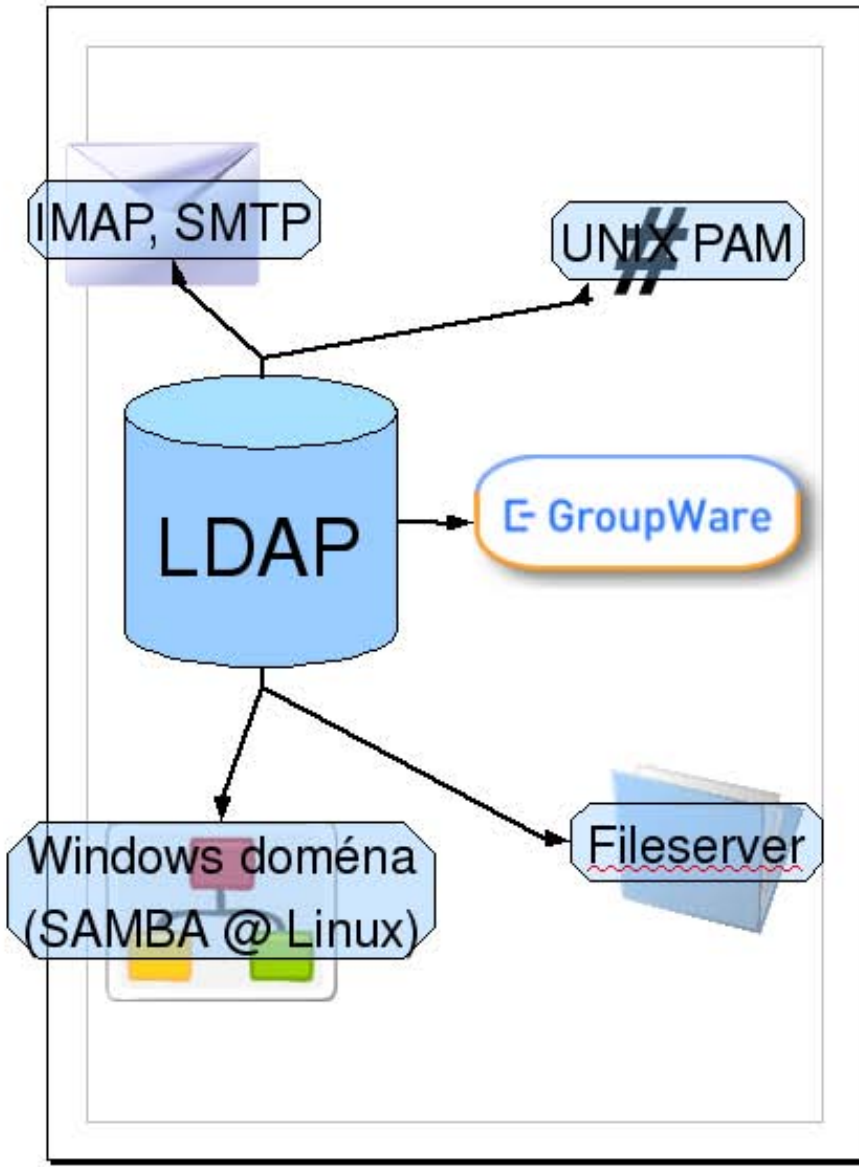 IMAP, SMTP
UNIX PAM
#
LDAP
E- GroupWare
Windows doména
(SAMBA @ Linux)
Fileserver